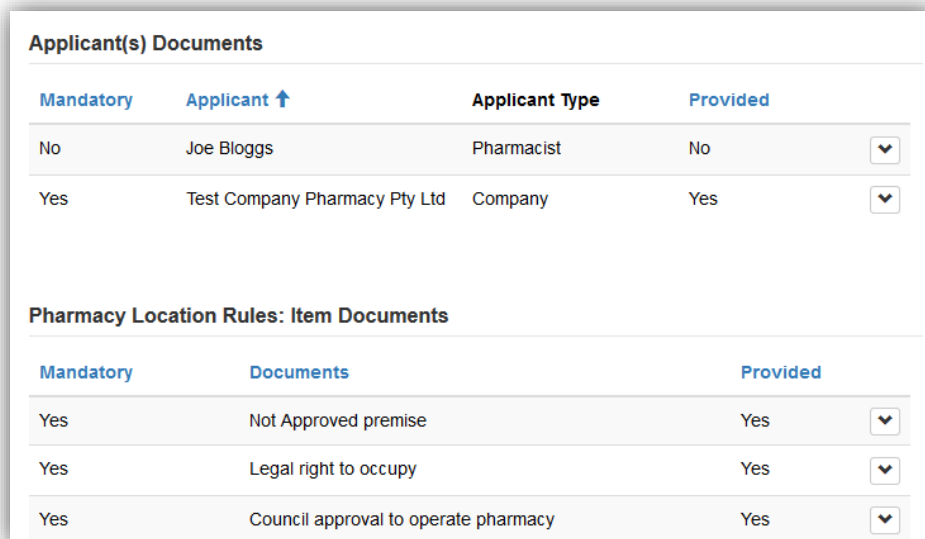 Applicant(s) Documents
Mandatory Applicant Applicant Type Provided
No Joe Bloggs Pharmacist No
Yes Test Company Pharmacy Pty Ltd Company Yes
Pharmacy Location Rules: Item Documents
Mandatory Documents Provided
Yes Not Approved premise Yes
Yes Legal right to occupy Yes
Yes Council approval to operate pharmacy Yes